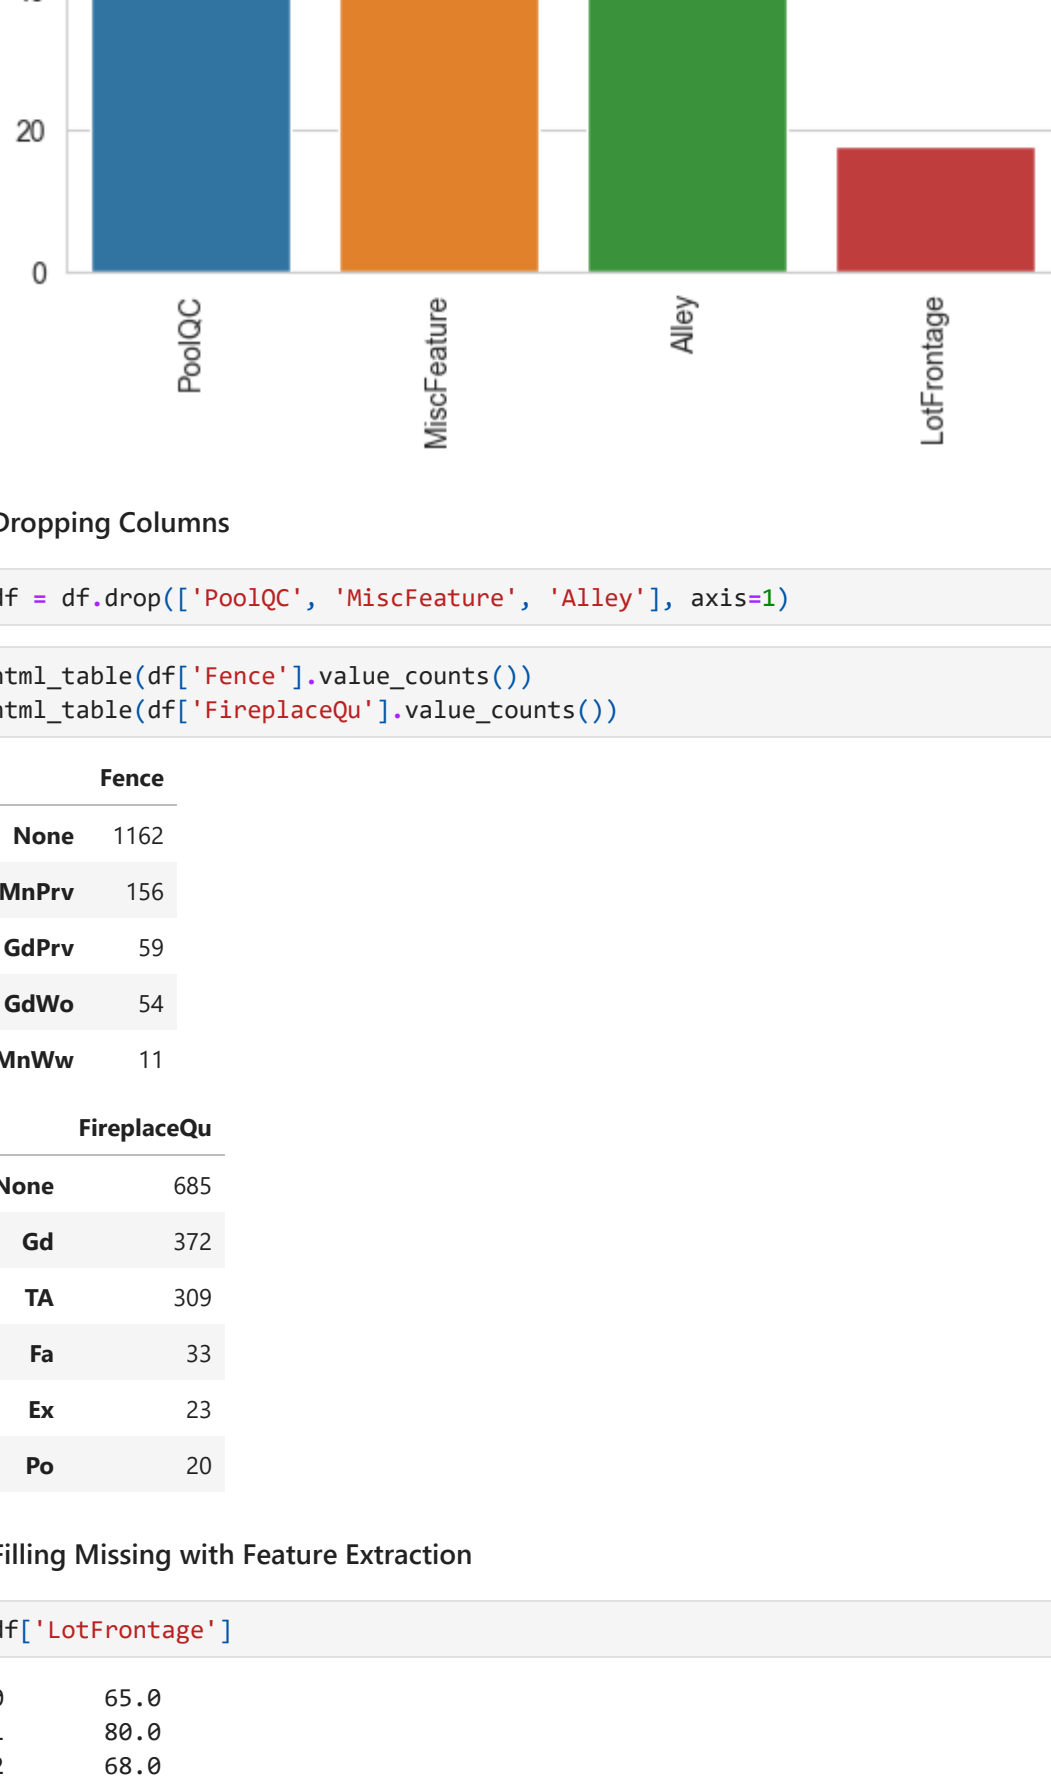 20
0
PoolQC
MiscFeature
Alley
LotFrontage
Dropping Columns
df = df.drop(['PoolQC', 'MiscFeature', 'Alley'], axis=1)
html_table(df['Fence'].value_counts())
html_table(df['FireplaceQu'].value_counts())
Fence
None 1162
MnPrv 156
GdPrv 59
GdWo 54
MnWw 11
FireplaceQu
None 685
Gd 372
TA 309
Fa 33
Ex 23
Po 20
Filling Missing with Feature Extraction
df['LotFrontage']
0 65.0
1 80.0
2 68.0